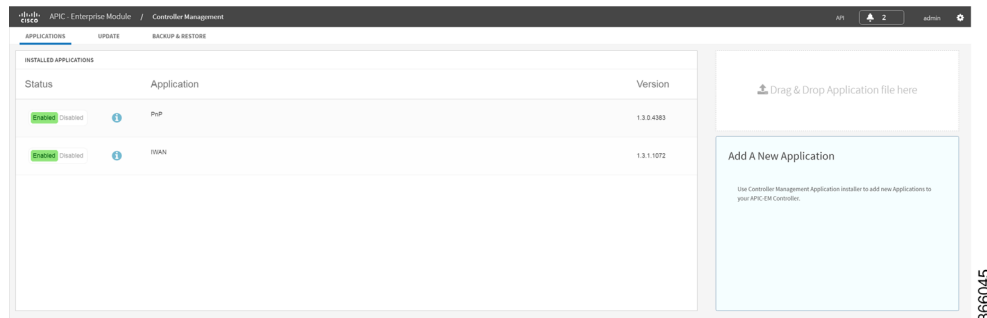 cisco APIC - Enterprise Module / Controller Management API 2 admin
APPLICATIONS UPDATE BACKUP & RESTORE
INSTALLED APPLICATIONS
Status Application Version
Enabled Disabled PnP 1.3.0.4383
Enabled Disabled IWAN 1.3.1.1072
Drag & Drop Application file here
Add A New Application
Use Controller Management Application installer to add new Applications to
your APIC-EM Controller.
366045